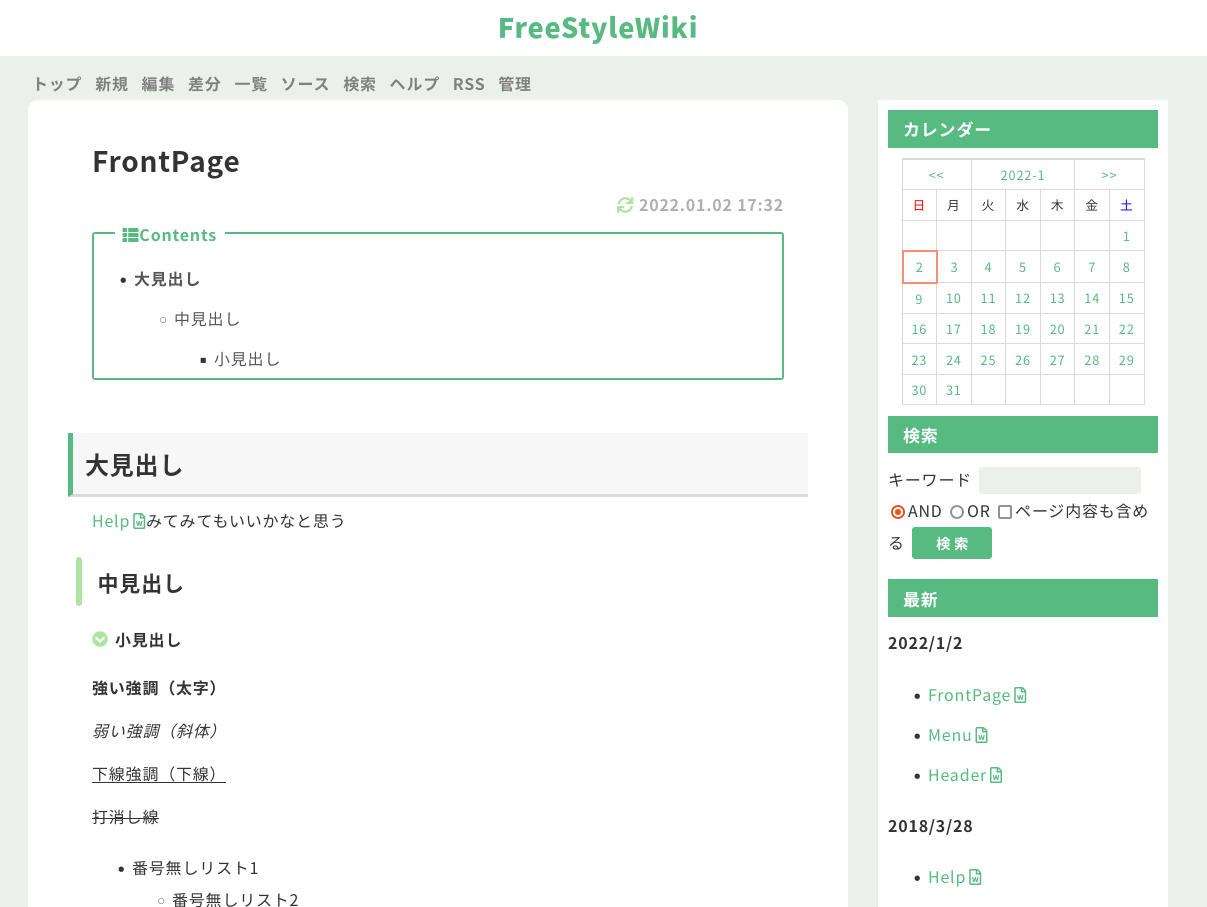 FreeStyleWiki
トップ 新規 編集 差分 一覧 ソース 検索 ヘルプ RSS 管理
FrontPage
2022.01.02 17:32
Contents
大見出し
中見出し
小見出し
大見出し
Helpみてみてもいいかなと思う
中見出し
小見出し
強い強調（太字）
弱い強調（斜体）
下線強調（下線）
打消し線
番号無しリスト1
番号無しリスト2
カレンダー
<< 2022-1 >>
日 月 火 水 木 金 土
1
2 3 4 5 6 7 8
9 10 11 12 13 14 15
16 17 18 19 20 21 22
23 24 25 26 27 28 29
30 31
検索
キーワード
AND OR ページ内容も含め
る 検索
最新
2022/1/2
FrontPage
Menu
Header
2018/3/28
Help